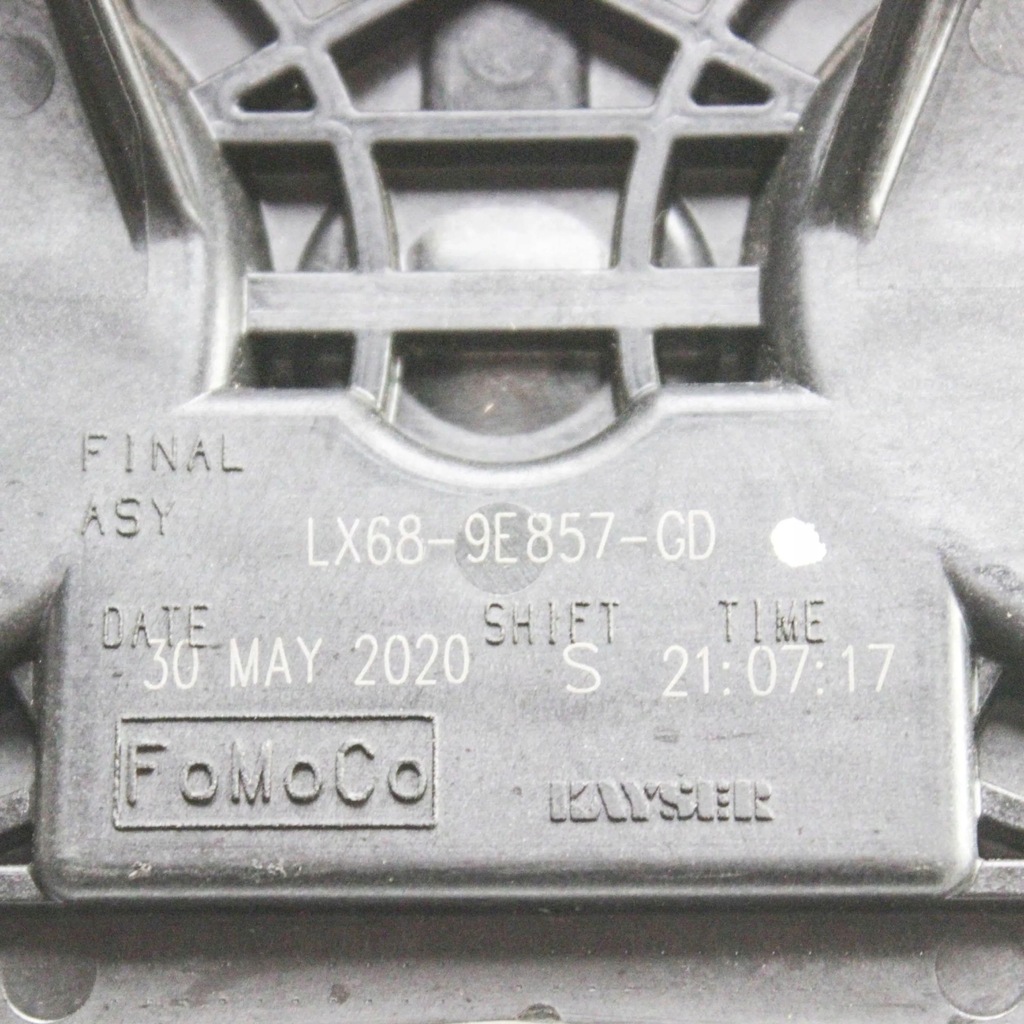 FINAL
ASY LX68-9E857-GD
DATE SHIFT TIME
30 MAY 2020 S 21:07:17
FoMoCo KAYSER